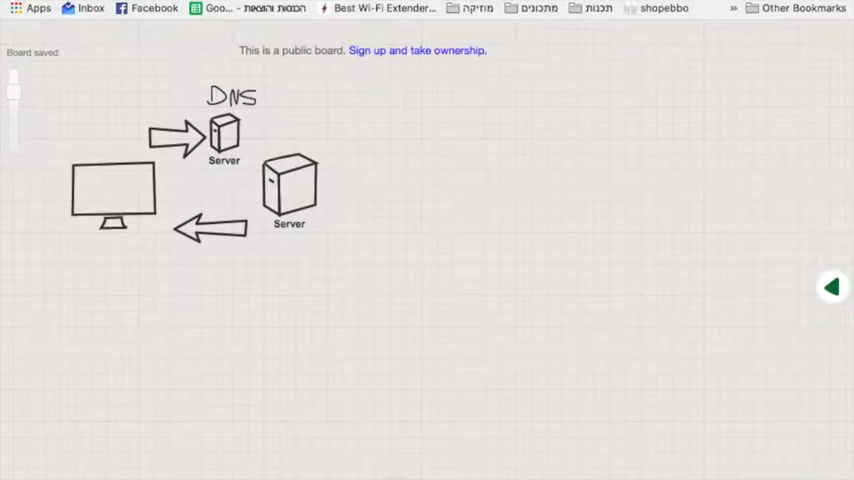 Apps Inbox Facebook Goo... - הכנסות והוצאות Best Wi-Fi Extender... מוזיקה מתכונים תכנות shopebbo » Other Bookmarks
Board saved
This is a public board. Sign up and take ownership.
DNS
Server
Server